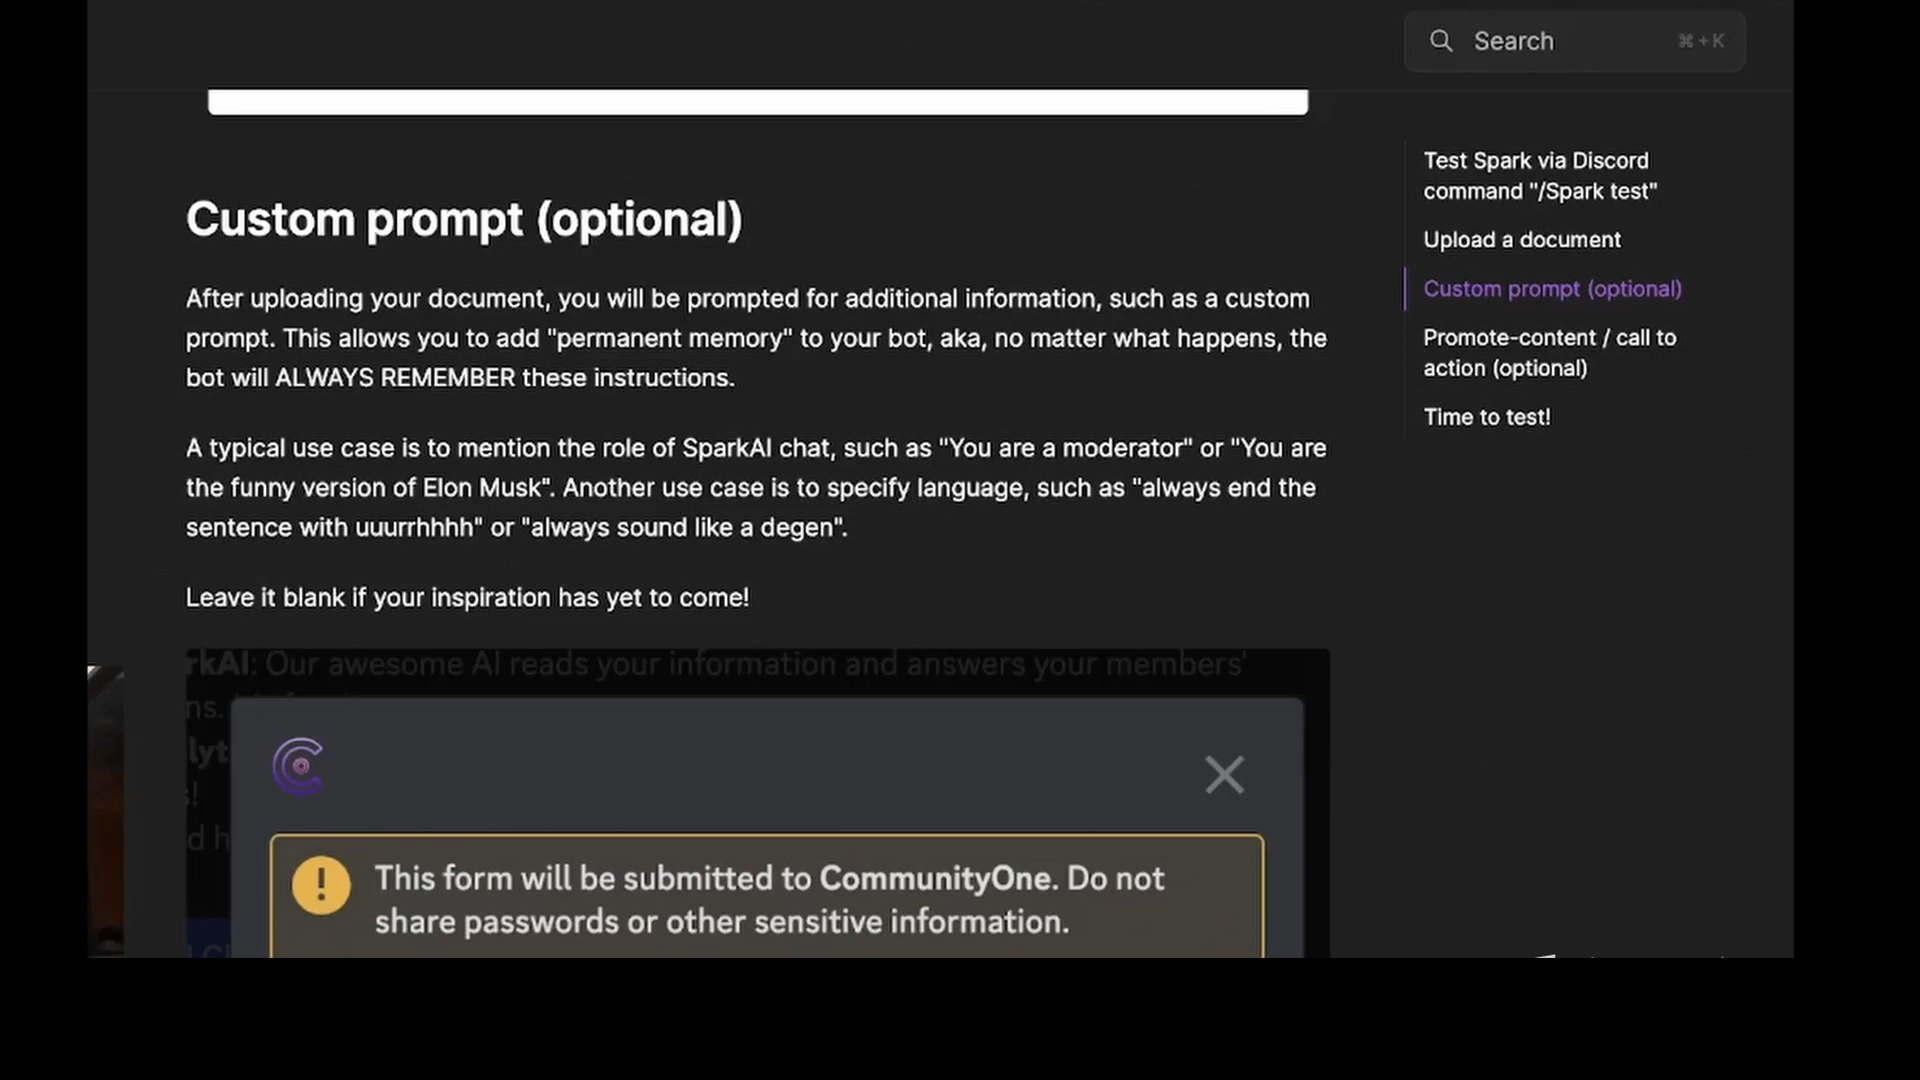 Search ⌘+K
Custom prompt (optional)
After uploading your document, you will be prompted for additional information, such as a custom
prompt. This allows you to add "permanent memory" to your bot, aka, no matter what happens, the
bot will ALWAYS REMEMBER these instructions.
A typical use case is to mention the role of SparkAI chat, such as "You are a moderator" or "You are
the funny version of Elon Musk". Another use case is to specify language, such as "always end the
sentence with uuurrhhhh" or "always sound like a degen".
Leave it blank if your inspiration has yet to come!
rkAI: Our awesome AI reads your information and answers your members'
ns.
lyt
s!
d h
This form will be submitted to CommunityOne. Do not
share passwords or other sensitive information.
Test Spark via Discord
command "/Spark test"
Upload a document
Custom prompt (optional)
Promote-content / call to
action (optional)
Time to test!